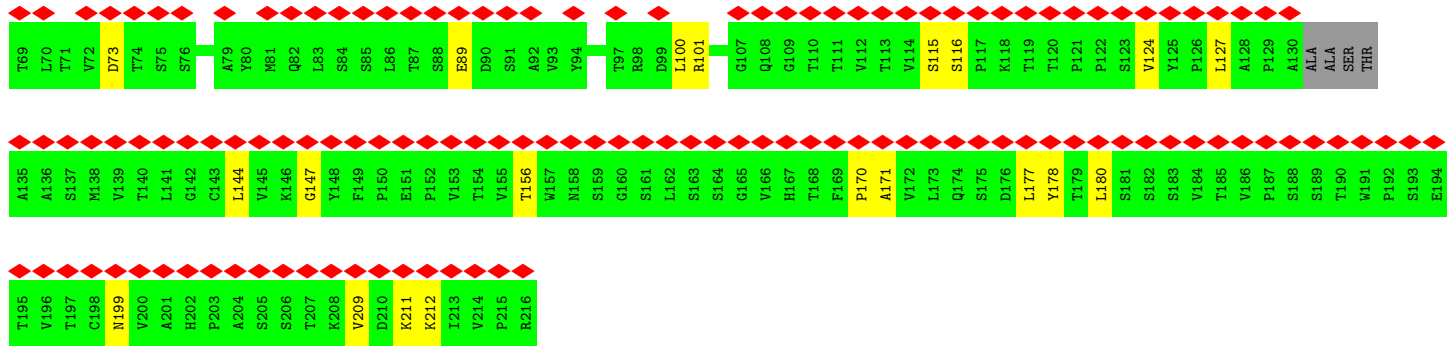 T69 L70 T71 V72 D73 T74 S75 S76 A79 Y80 M81 Q82 L83 S84 S85 L86 T87 S88 E89 D90 S91 A92 V93 Y94 T97 R98 D99 L100 R101 G107 Q108 G109 T110 T111 V112 T113 V114 S115 S116 P117 K118 T119 T120 P121 P122 S123 V124 Y125 P126 L127 A128 P129 A130 ALA ALA SER THR
A135 A136 S137 M138 V139 T140 L141 G142 C143 L144 V145 K146 G147 Y148 F149 P150 E151 P152 V153 T154 V155 T156 W157 N158 S159 G160 S161 L162 S163 S164 G165 V166 H167 T168 F169 P170 A171 V172 L173 Q174 S175 D176 L177 Y178 T179 L180 S181 S182 S183 V184 T185 V186 P187 S188 S189 T190 W191 P192 S193 E194
T195 V196 T197 C198 N199 V200 A201 H202 P203 A204 S205 S206 T207 K208 V209 D210 K211 K212 I213 V214 P215 R216